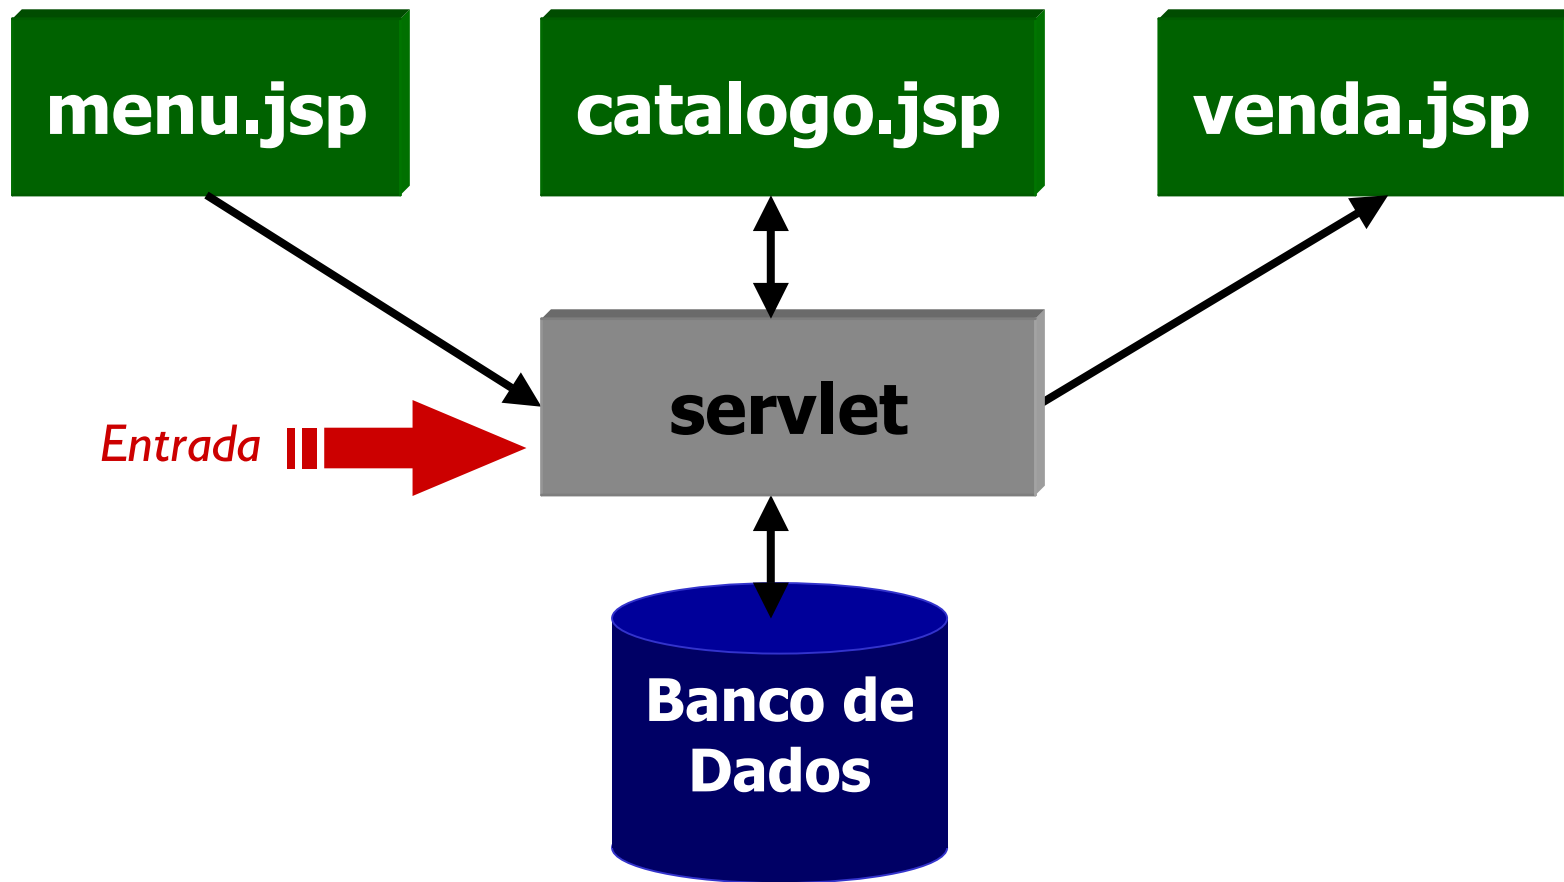 menu.jsp
catalogo.jsp
venda.jsp
servlet
Entrada
Banco de
Dados